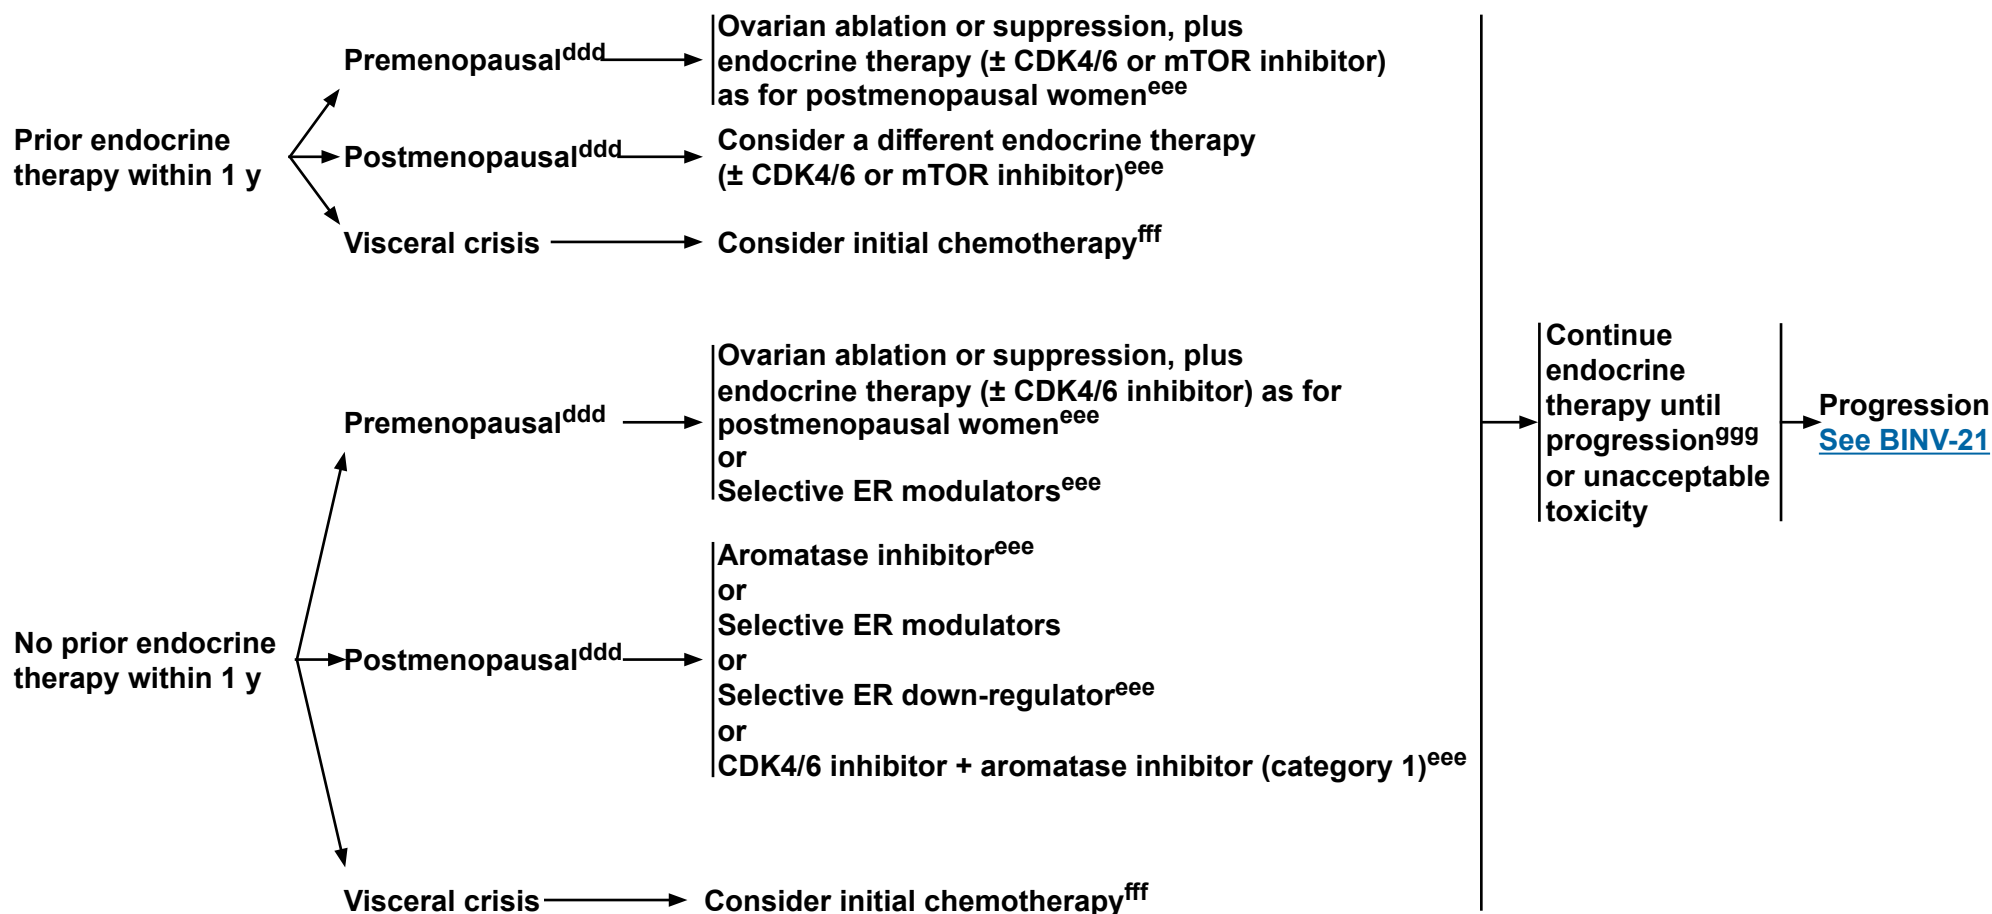 Prior endocrine
therapy within 1 y
Premenopausalddd
Ovarian ablation or suppression, plus
endocrine therapy (± CDK4/6 or mTOR inhibitor)
as for postmenopausal womeneee
Postmenopausalddd
Consider a different endocrine therapy
(± CDK4/6 or mTOR inhibitor)eee
Visceral crisis
Consider initial chemotherapyfff
No prior endocrine
therapy within 1 y
Premenopausalddd
Ovarian ablation or suppression, plus
endocrine therapy (± CDK4/6 inhibitor) as for
postmenopausal womeneee
or
Selective ER modulatorseee
Postmenopausalddd
Aromatase inhibitoreee
or
Selective ER modulators
or
Selective ER down-regulatoreee
or
CDK4/6 inhibitor + aromatase inhibitor (category 1)eee
Visceral crisis
Consider initial chemotherapyfff
Continue
endocrine
therapy until
progressionggg
or unacceptable
toxicity
Progression
See BINV-21